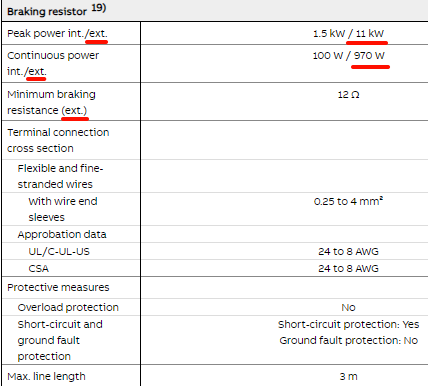 Braking resistor 19)
Peak power int./ext. 1.5 kW / 11 kW
Continuous power 100 W / 970 W
int./ext.
Minimum braking 12 Ω
resistance (ext.)
Terminal connection
cross section
Flexible and fine-
stranded wires
With wire end 0.25 to 4 mm²
sleeves
Approbation data
UL/C-UL-US 24 to 8 AWG
CSA 24 to 8 AWG
Protective measures
Overload protection No
Short-circuit and Short-circuit protection: Yes
ground fault Ground fault protection: No
protection
Max. line length 3 m